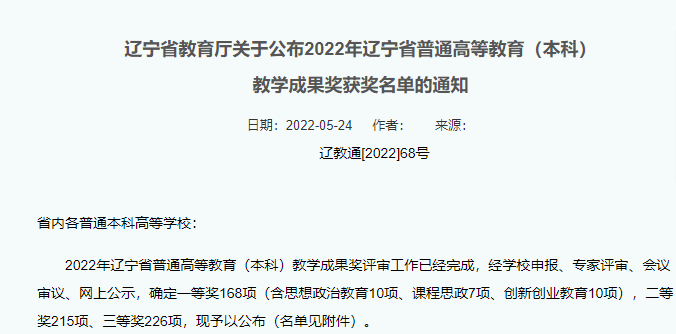 辽宁省教育厅关于公布2022年辽宁省普通高等教育（本科）
教学成果奖获奖名单的通知
日期：2022-05-24 作者： 来源：
辽教通[2022]68号
省内各普通本科高等学校：
2022年辽宁省普通高等教育（本科）教学成果奖评审工作已经完成，经学校申报、专家评审、会议
审议、网上公示，确定一等奖168项（含思想政治教育10项、课程思政7项、创新创业教育10项），二等
奖215项、三等奖226项，现予以公布（名单见附件）。